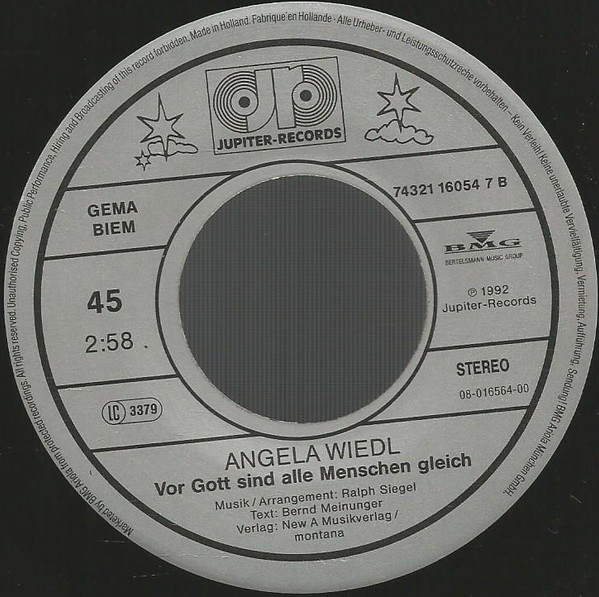 Marketed by BMG Ariola from protected recordings. All rights reserved. Unauthorised Copying, Public Performance, Hiring and Broadcasting of this record forbidden. Made in Holland. Fabriqué en Hollande - Alle Urheber- und Leistungsschutzrechte vorbehalten - Kein Verleih! Keine unerlaubte Vervielfältigung, Vermietung, Aufführung, Sendung! BMG Ariola München GmbH.
JUPITER-RECORDS
GEMA
BIEM
74321 16054 7 B
BMG
BERTELSMANN MUSIC GROUP
45
2:58
℗ 1992
Jupiter-Records
STEREO
08-016564-00
LC 3379
ANGELA WIEDL
Vor Gott sind alle Menschen gleich
Musik / Arrangement: Ralph Siegel
Text: Bernd Meinunger
Verlag: New A Musikverlag /
montana